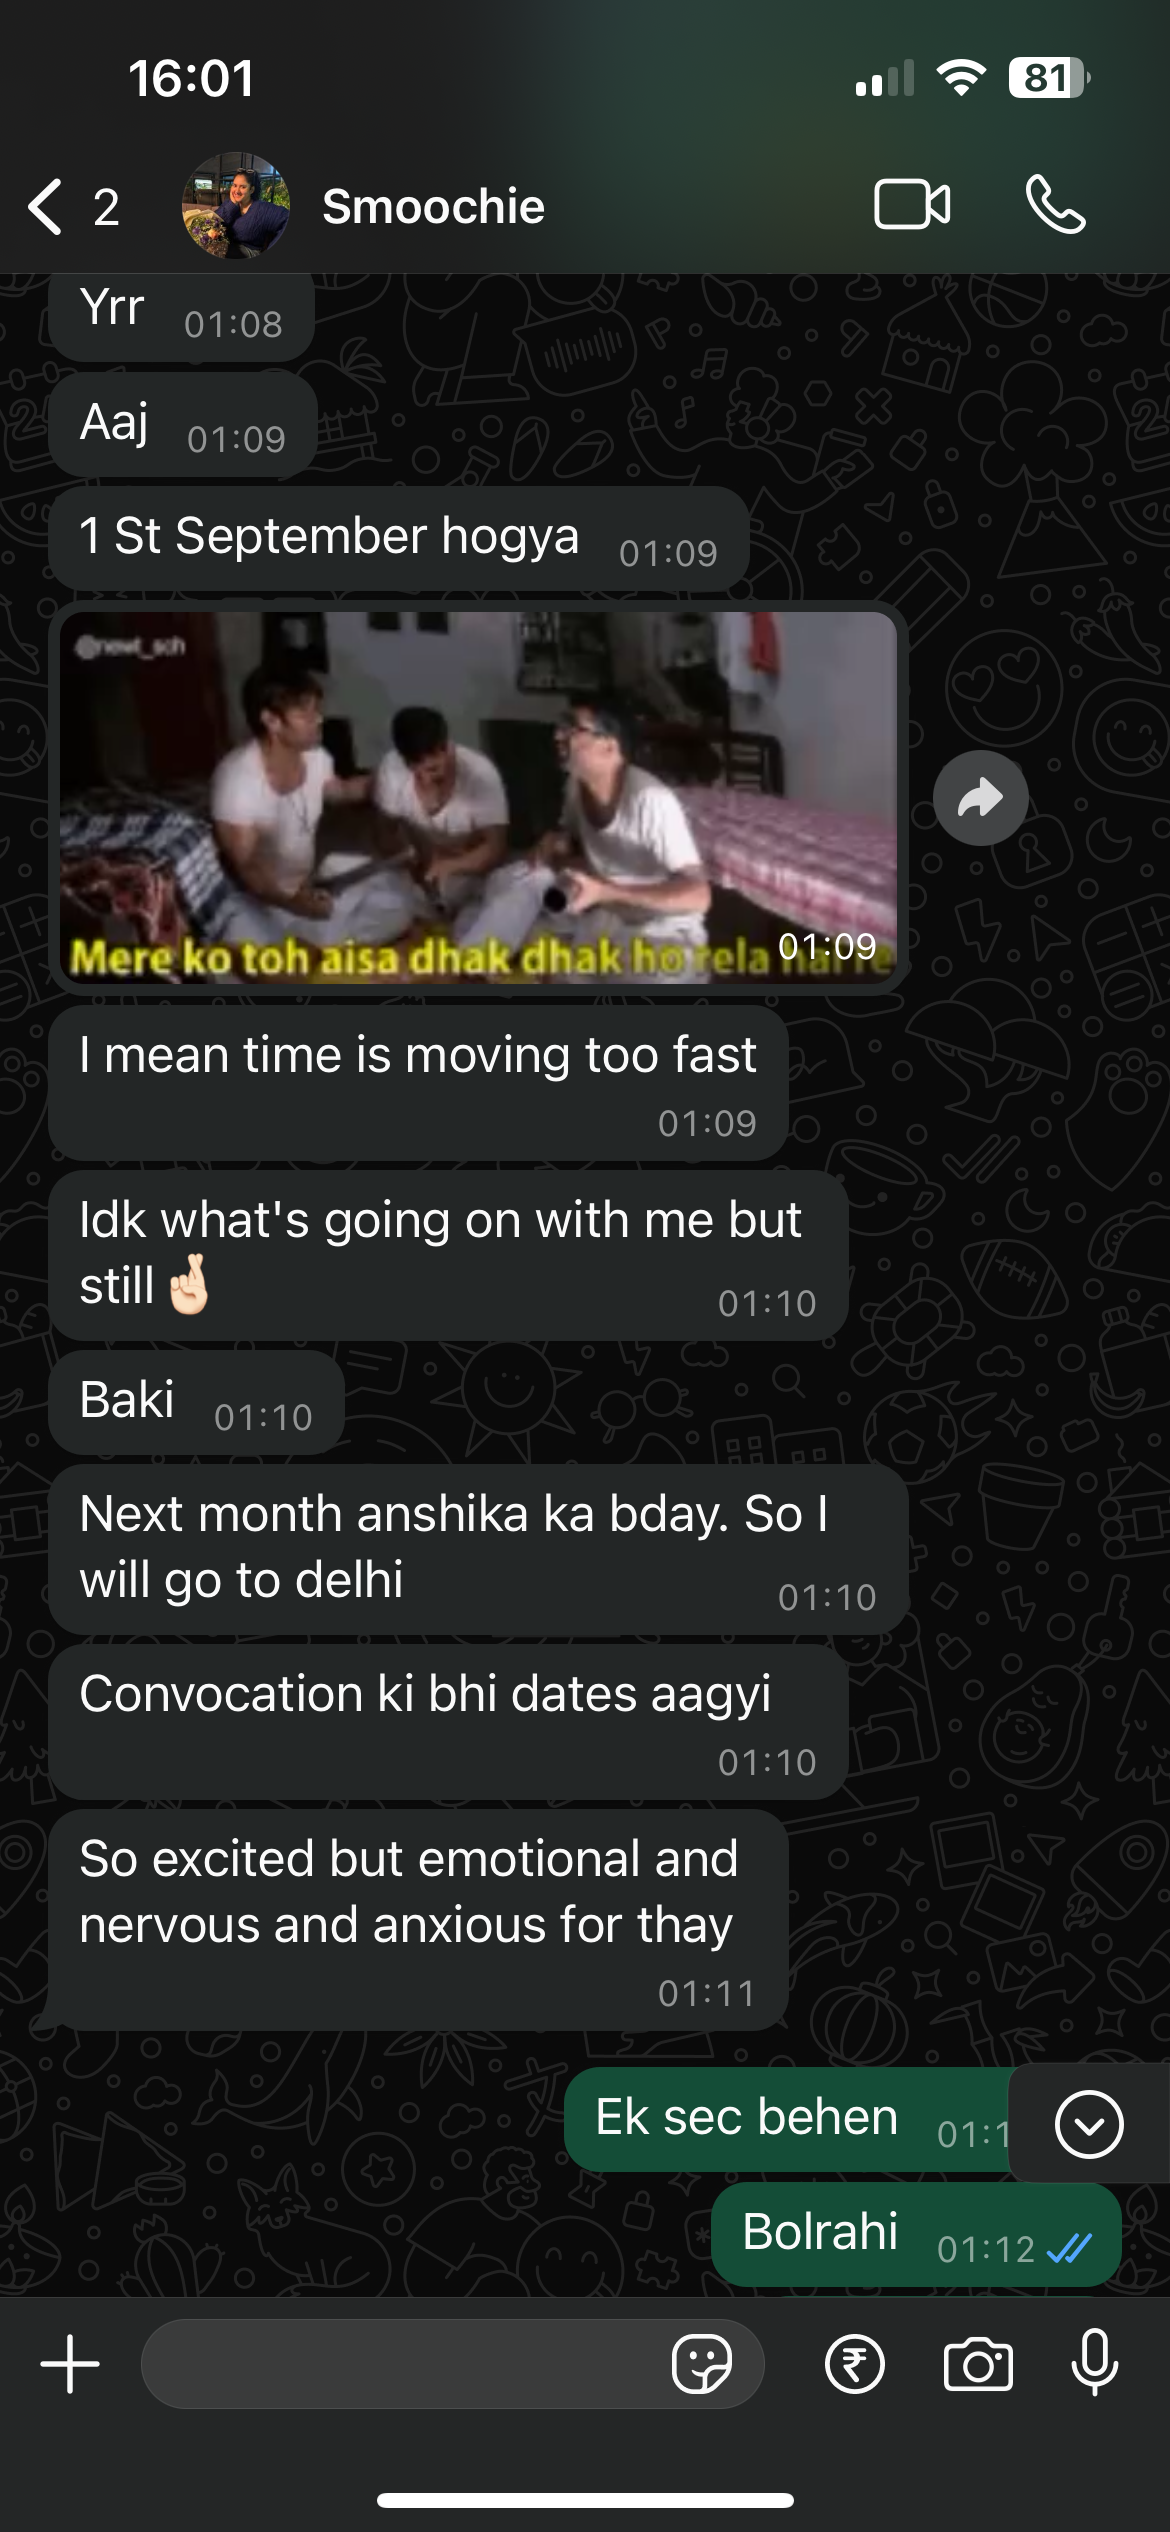 16:01
81
2
Smoochie
Yrr
01:08
Aaj
01:09
1 St September hogya
01:09
@newt_sch
Mere ko toh aisa dhak dhak ho rela
01:09
I mean time is moving too fast
01:09
Idk what's going on with me but
still🤞🏻
01:10
Baki
01:10
Next month anshika ka bday. So I
will go to delhi
01:10
Convocation ki bhi dates aagyi
01:10
So excited but emotional and
nervous and anxious for thay
01:11
Ek sec behen
01:1
Bolrahi
01:12
₹